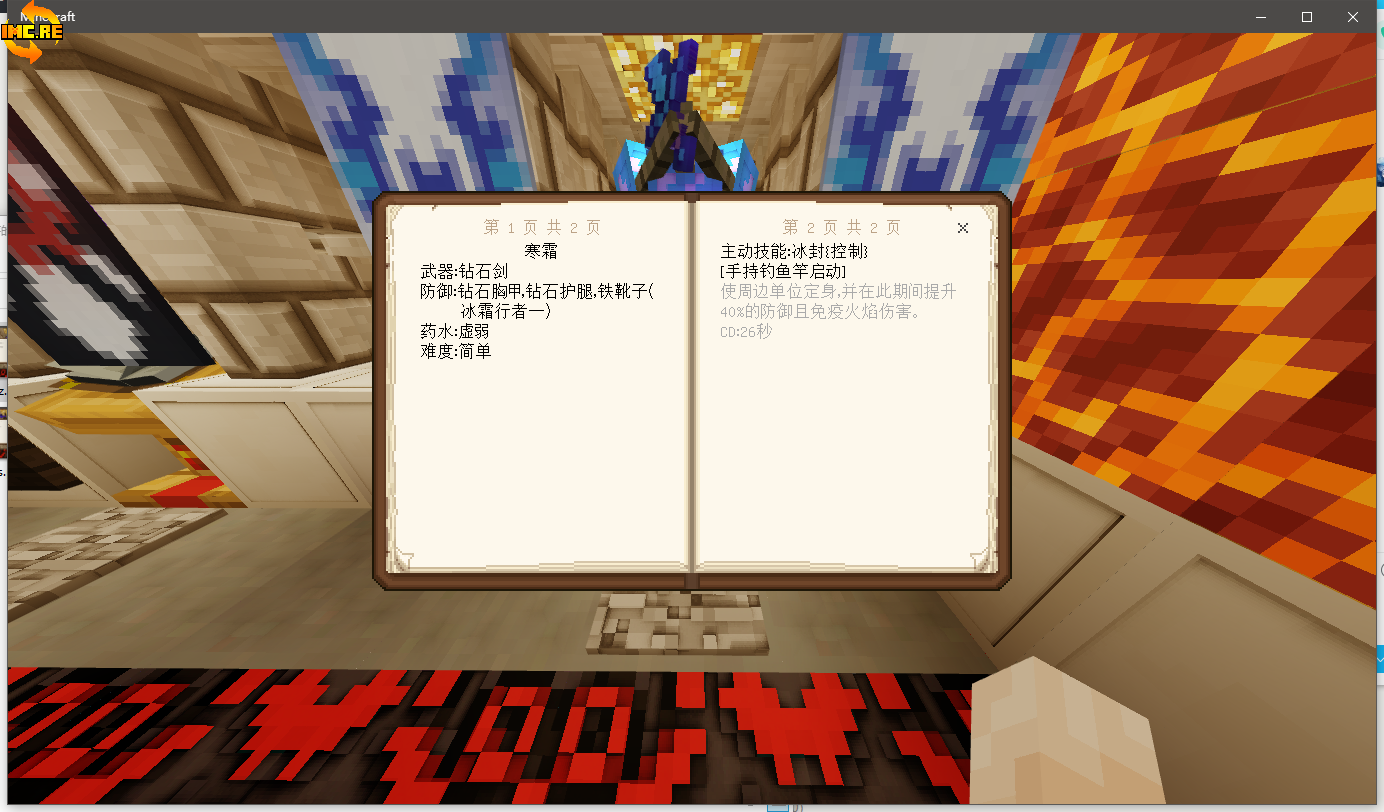 Minecraft
IMC.RE
第 1 页 共 2 页
寒霜
武器:钻石剑
防御:钻石胸甲,钻石护腿,铁靴子(
冰霜行者一)
药水:虚弱
难度:简单
第 2 页 共 2 页
主动技能:冰封{控制}
[手持钓鱼竿启动]
使周边单位定身,并在此期间提升
40%的防御且免疫火焰伤害。
CD:26秒